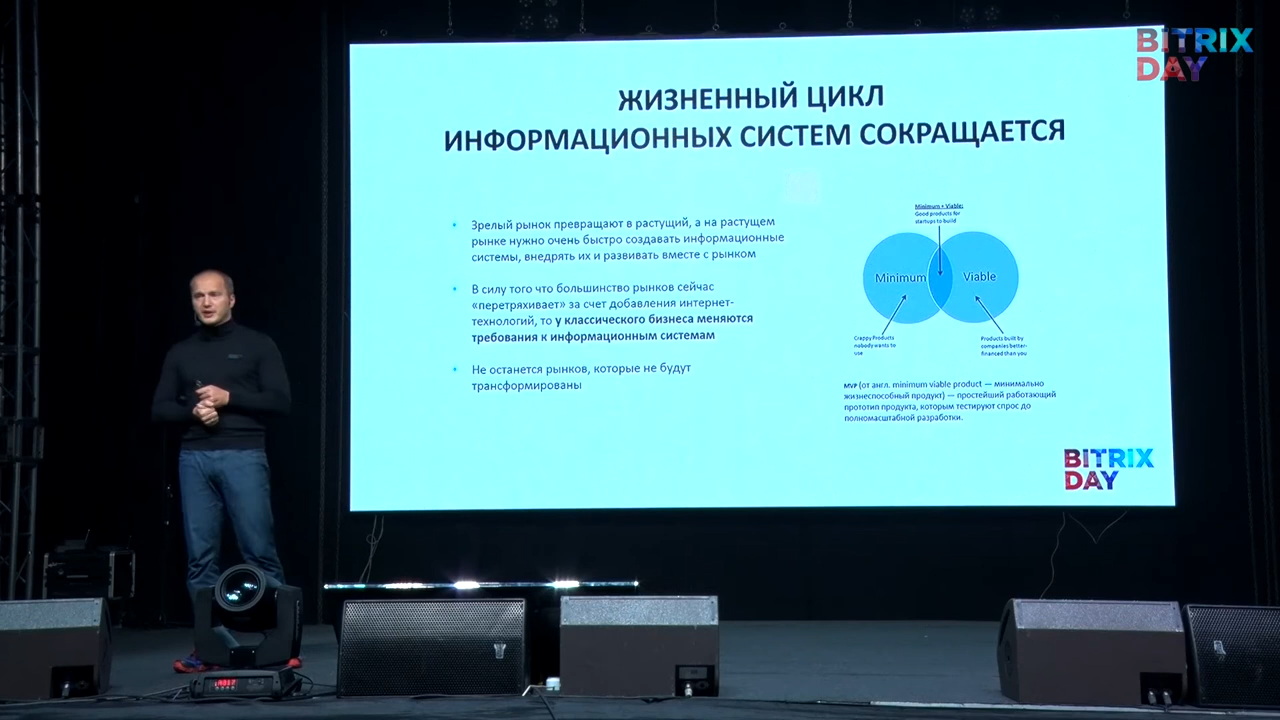 BITRIX
DAY
ЖИЗНЕННЫЙ ЦИКЛ
ИНФОРМАЦИОННЫХ СИСТЕМ СОКРАЩАЕТСЯ
• Зрелый рынок превращают в растущий, а на растущем
рынке нужно очень быстро создавать информационные
системы, внедрять их и развивать вместе с рынком
• В силу того что большинство рынков сейчас
«перетряхивает» за счет добавления интернет-
технологий, то у классического бизнеса меняются
требования к информационным системам
• Не останется рынков, которые не будут
трансформированы
Minimum + Viable:
Good products for
startups to build
Minimum
Viable
Crappy Products
nobody wants to
use
Products built by
companies better-
financed than you
MVP (от англ. minimum viable product — минимально
жизнеспособный продукт) — простейший работающий
прототип продукта, которым тестируют спрос до
полномасштабной разработки.
BITRIX
DAY